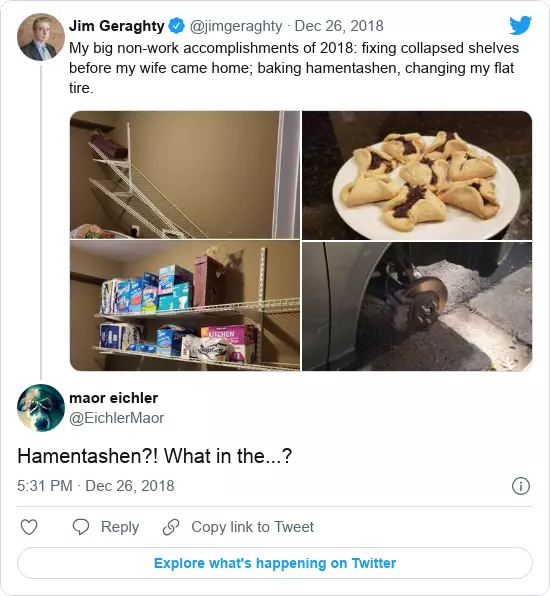 Jim Geraghty @jimgeraghty · Dec 26, 2018
My big non-work accomplishments of 2018: fixing collapsed shelves
before my wife came home; baking hamentashen, changing my flat
tire.
KITCHEN
maor eichler
@EichlerMaor
Hamentashen?! What in the...?
5:31 PM · Dec 26, 2018
Reply Copy link to Tweet
Explore what's happening on Twitter